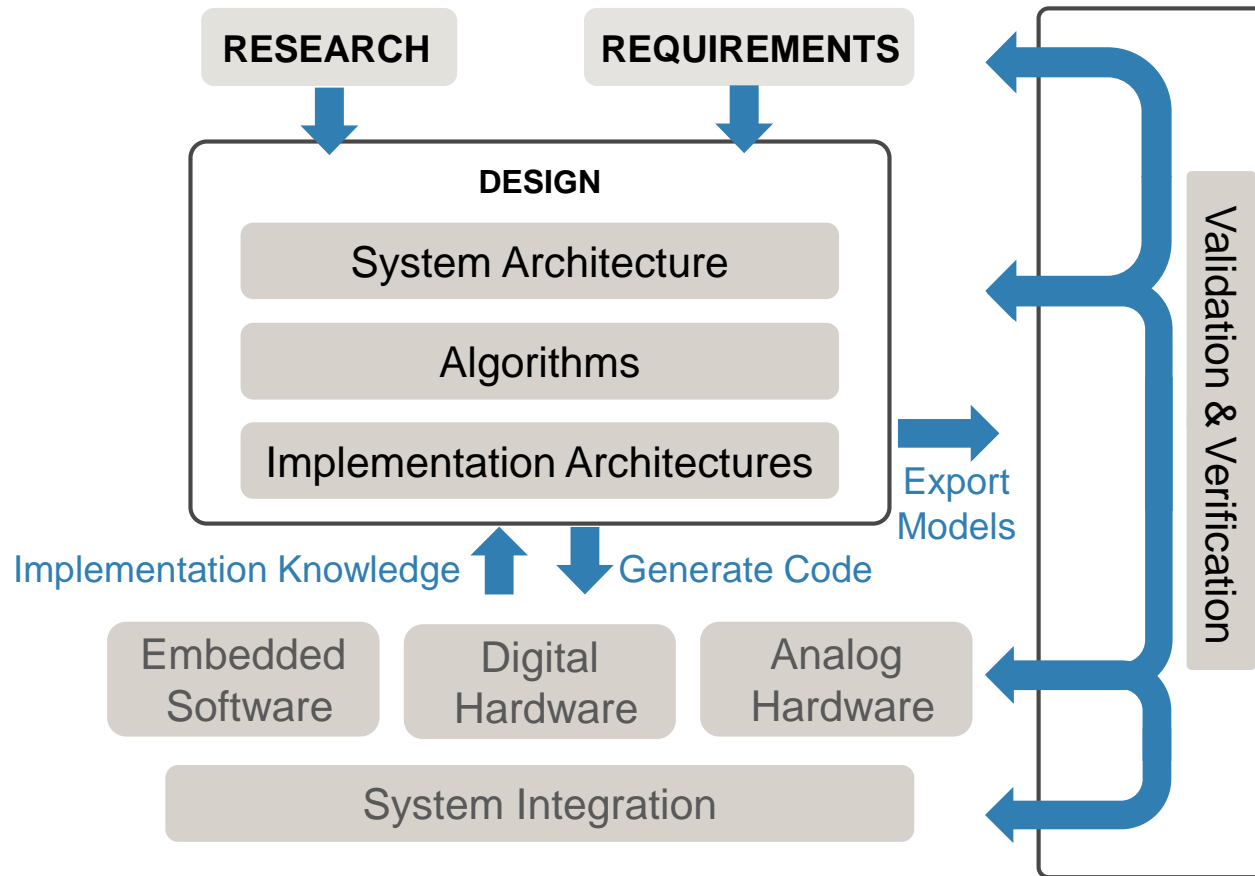 RESEARCH
REQUIREMENTS
DESIGN
System Architecture
Algorithms
Implementation Architectures
Export
Models
Implementation Knowledge
Generate Code
Embedded
Software
Digital
Hardware
Analog
Hardware
System Integration
Validation & Verification